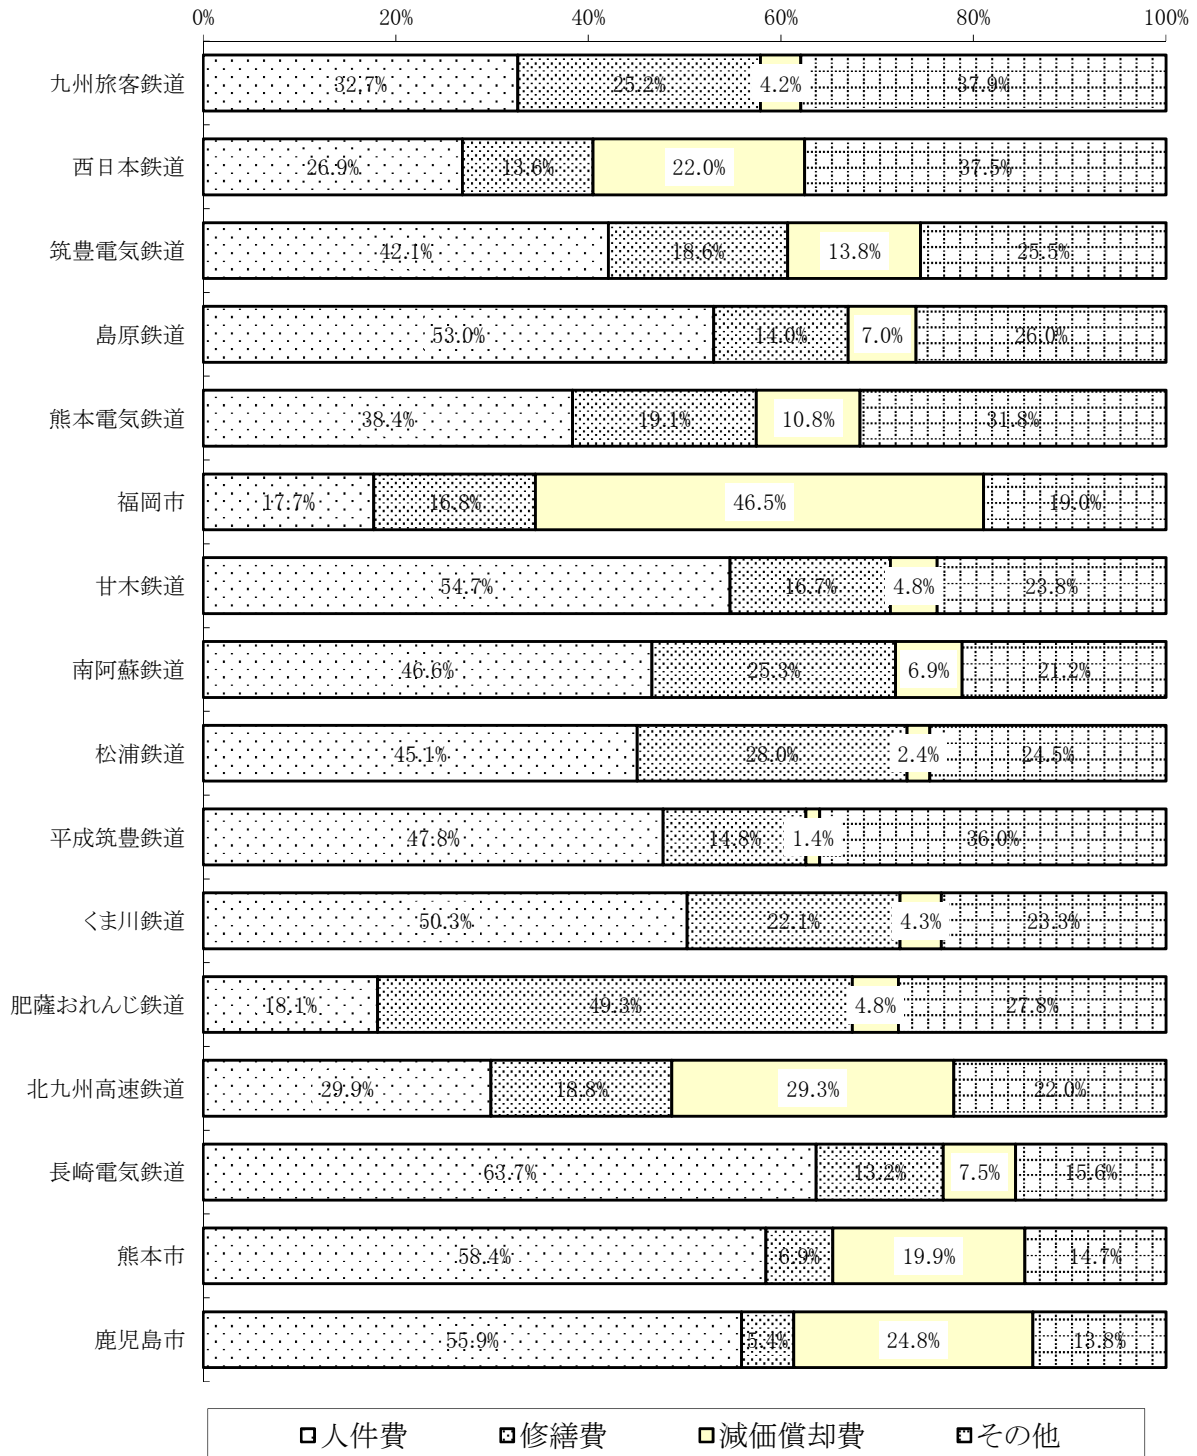 0% 20% 40% 60% 80% 100%
九州旅客鉄道 32.7% 25.2% 4.2% 37.9%
西日本鉄道 26.9% 13.6% 22.0% 37.5%
筑豊電気鉄道 42.1% 18.6% 13.8% 25.5%
島原鉄道 53.0% 14.0% 7.0% 26.0%
熊本電気鉄道 38.4% 19.1% 10.8% 31.8%
福岡市 17.7% 16.8% 46.5% 19.0%
甘木鉄道 54.7% 16.7% 4.8% 23.8%
南阿蘇鉄道 46.6% 25.3% 6.9% 21.2%
松浦鉄道 45.1% 28.0% 2.4% 24.5%
平成筑豊鉄道 47.8% 14.8% 1.4% 36.0%
くま川鉄道 50.3% 22.1% 4.3% 23.3%
肥薩おれんじ鉄道 18.1% 49.3% 4.8% 27.8%
北九州高速鉄道 29.9% 18.8% 29.3% 22.0%
長崎電気鉄道 63.7% 13.2% 7.5% 15.6%
熊本市 58.4% 6.9% 19.9% 14.7%
鹿児島市 55.9% 5.4% 24.8% 13.8%
人件費 修繕費 減価償却費 その他